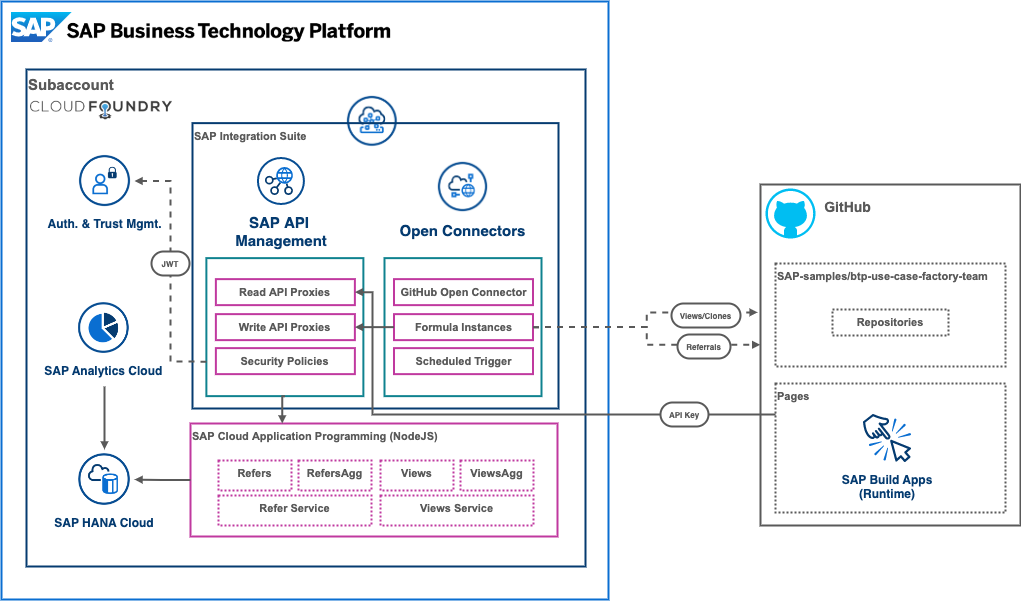 SAP
SAP Business Technology Platform
Subaccount
CLOUD FOUNDRY
SAP Integration Suite
Auth. & Trust Mgmt.
SAP API
Management
Open Connectors
JWT
Read API Proxies
Write API Proxies
Security Policies
GitHub Open Connector
Formula Instances
Scheduled Trigger
SAP Analytics Cloud
SAP HANA Cloud
SAP Cloud Application Programming (NodeJS)
Refers
RefersAgg
Views
ViewsAgg
Refer Service
Views Service
Views/Clones
Referrals
API Key
GitHub
SAP-samples/btp-use-case-factory-team
Repositories
Pages
SAP Build Apps
(Runtime)